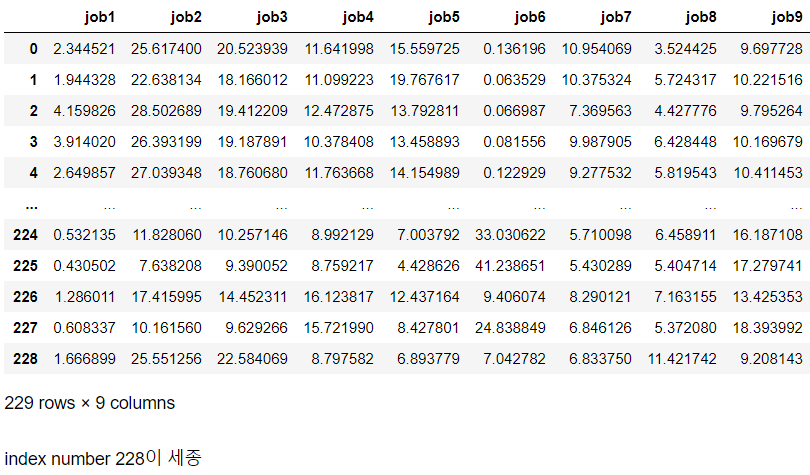 job1 job2 job3 job4 job5 job6 job7 job8 job9
0 2.344521 25.617400 20.523939 11.641998 15.559725 0.136196 10.954069 3.524425 9.697728
1 1.944328 22.638134 18.166012 11.099223 19.767617 0.063529 10.375324 5.724317 10.221516
2 4.159826 28.502689 19.412209 12.472875 13.792811 0.066987 7.369563 4.427776 9.795264
3 3.914020 26.393199 19.187891 10.378408 13.458893 0.081556 9.987905 6.428448 10.169679
4 2.649857 27.039348 18.760680 11.763668 14.154989 0.122929 9.277532 5.819543 10.411453
... ... ... ... ... ... ... ... ... ...
224 0.532135 11.828060 10.257146 8.992129 7.003792 33.030622 5.710098 6.458911 16.187108
225 0.430502 7.638208 9.390052 8.759217 4.428626 41.238651 5.430289 5.404714 17.279741
226 1.286011 17.415995 14.452311 16.123817 12.437164 9.406074 8.290121 7.163155 13.425353
227 0.608337 10.161560 9.629266 15.721990 8.427801 24.838849 6.846126 5.372080 18.393992
228 1.666899 25.551256 22.584069 8.797582 6.893779 7.042782 6.833750 11.421742 9.208143
229 rows × 9 columns
index number 228이 세종